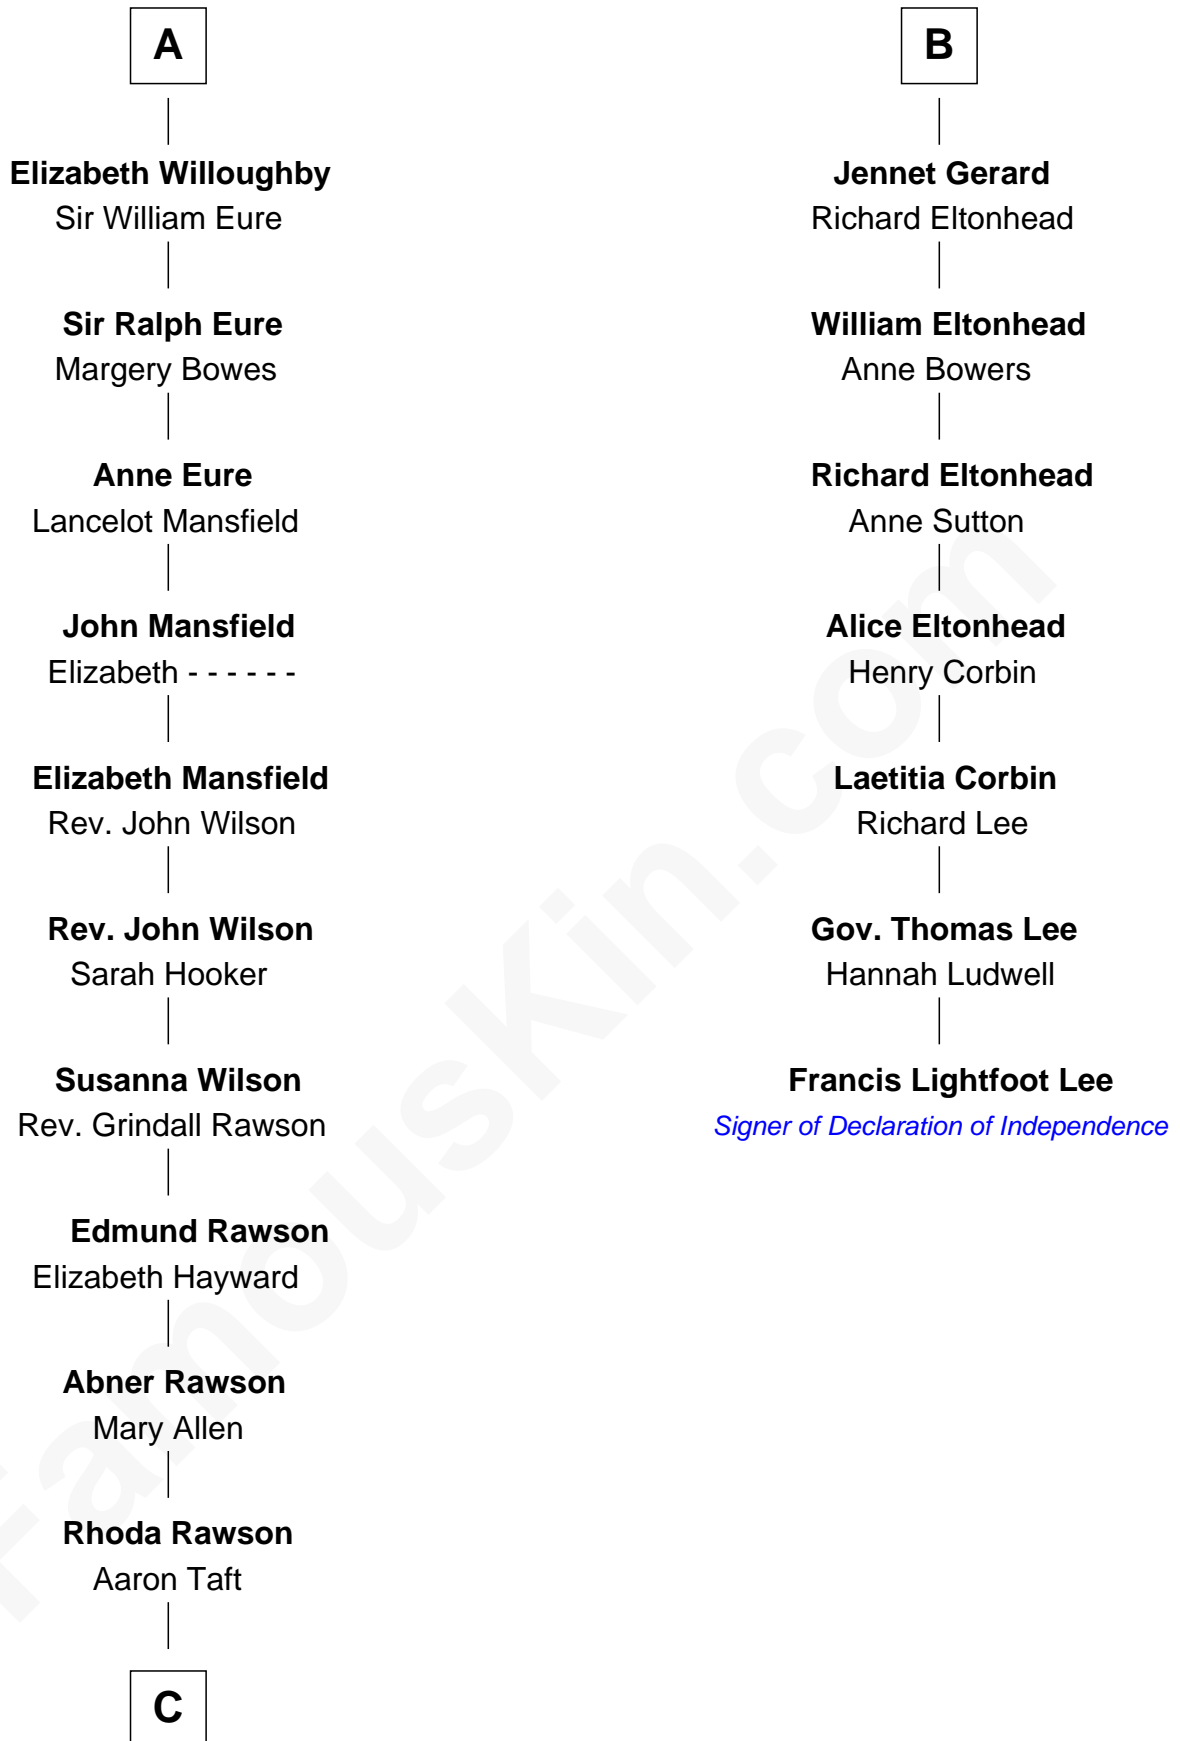 A
Elizabeth Willoughby
Sir William Eure
Sir Ralph Eure
Margery Bowes
Anne Eure
Lancelot Mansfield
John Mansfield
Elizabeth - - - - - -
Elizabeth Mansfield
Rev. John Wilson
Rev. John Wilson
Sarah Hooker
Susanna Wilson
Rev. Grindall Rawson
Edmund Rawson
Elizabeth Hayward
Abner Rawson
Mary Allen
Rhoda Rawson
Aaron Taft
C
B
Jennet Gerard
Richard Eltonhead
William Eltonhead
Anne Bowers
Richard Eltonhead
Anne Sutton
Alice Eltonhead
Henry Corbin
Laetitia Corbin
Richard Lee
Gov. Thomas Lee
Hannah Ludwell
Francis Lightfoot Lee
Signer of Declaration of Independence
FamousKin.com